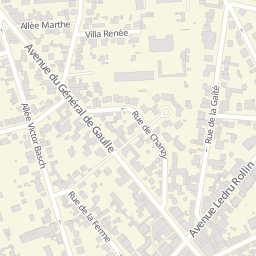 Allée Marthe
Villa Renée
Avenue du Général de Gaulle
Rue de Chanzy
Rue de la Gaîté
Allée Victor Basch
Rue de la Ferme
Avenue Ledru Rollin